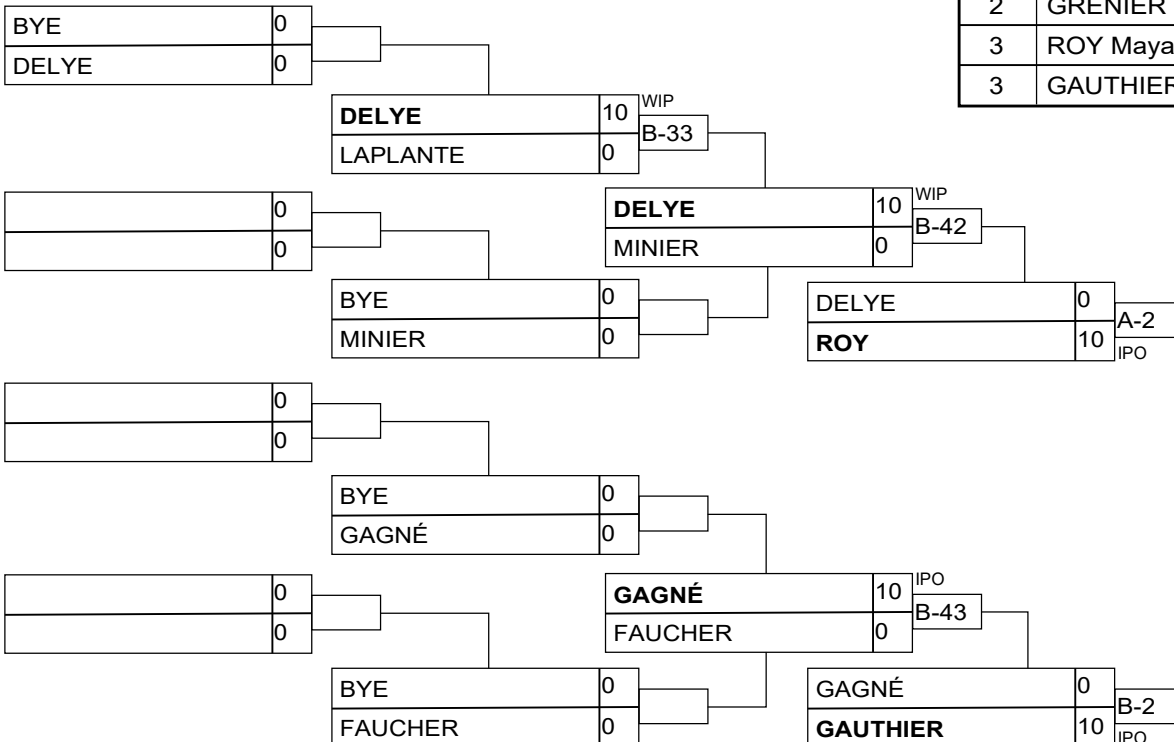 2 GRENIER
3 ROY Maya
3 GAUTHIER
BYE 0
DELYE 0
DELYE 10 WIP
B-33
LAPLANTE 0
0
0
DELYE 10 WIP
B-42
MINIER 0
BYE 0
MINIER 0
DELYE 0
A-2
ROY 10 IPO
0
0
BYE 0
GAGNÉ 0
0
0
GAGNÉ 10 IPO
B-43
FAUCHER 0
BYE 0
FAUCHER 0
GAGNÉ 0
B-2
GAUTHIER 10 IPO